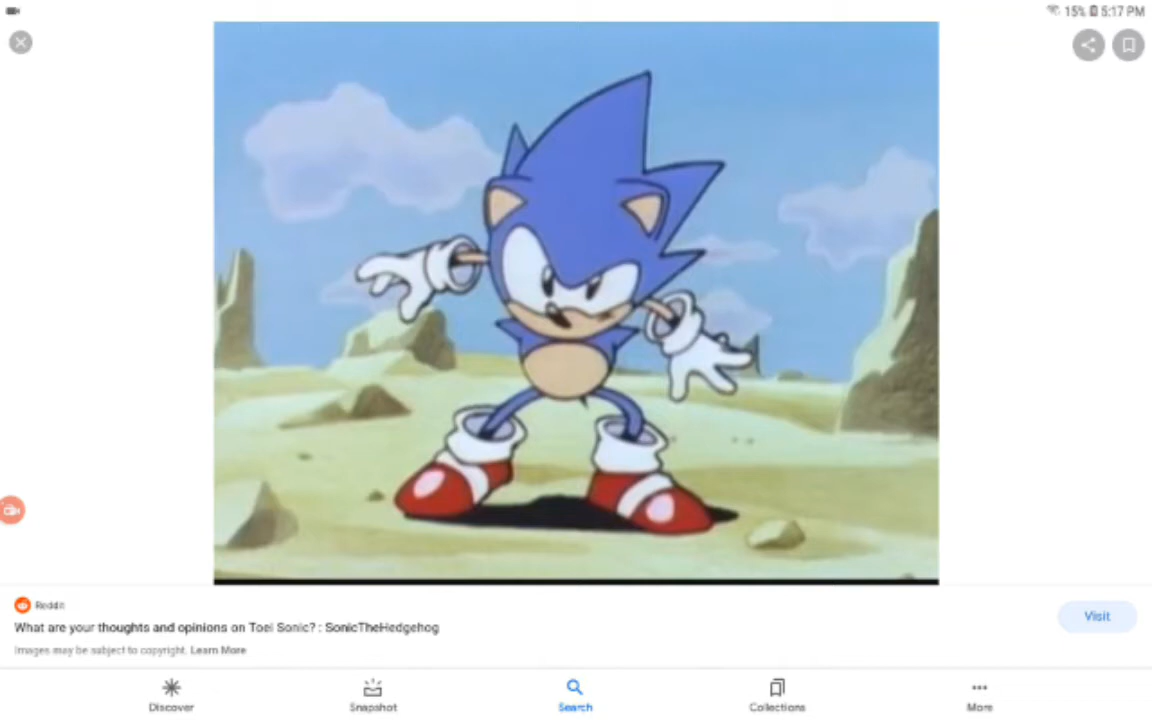 15% 5:17 PM
Reddit
What are your thoughts and opinions on Toei Sonic? : SonicTheHedgehog
Visit
Images may be subject to copyright. Learn More
Discover
Snapshot
Search
Collections
More